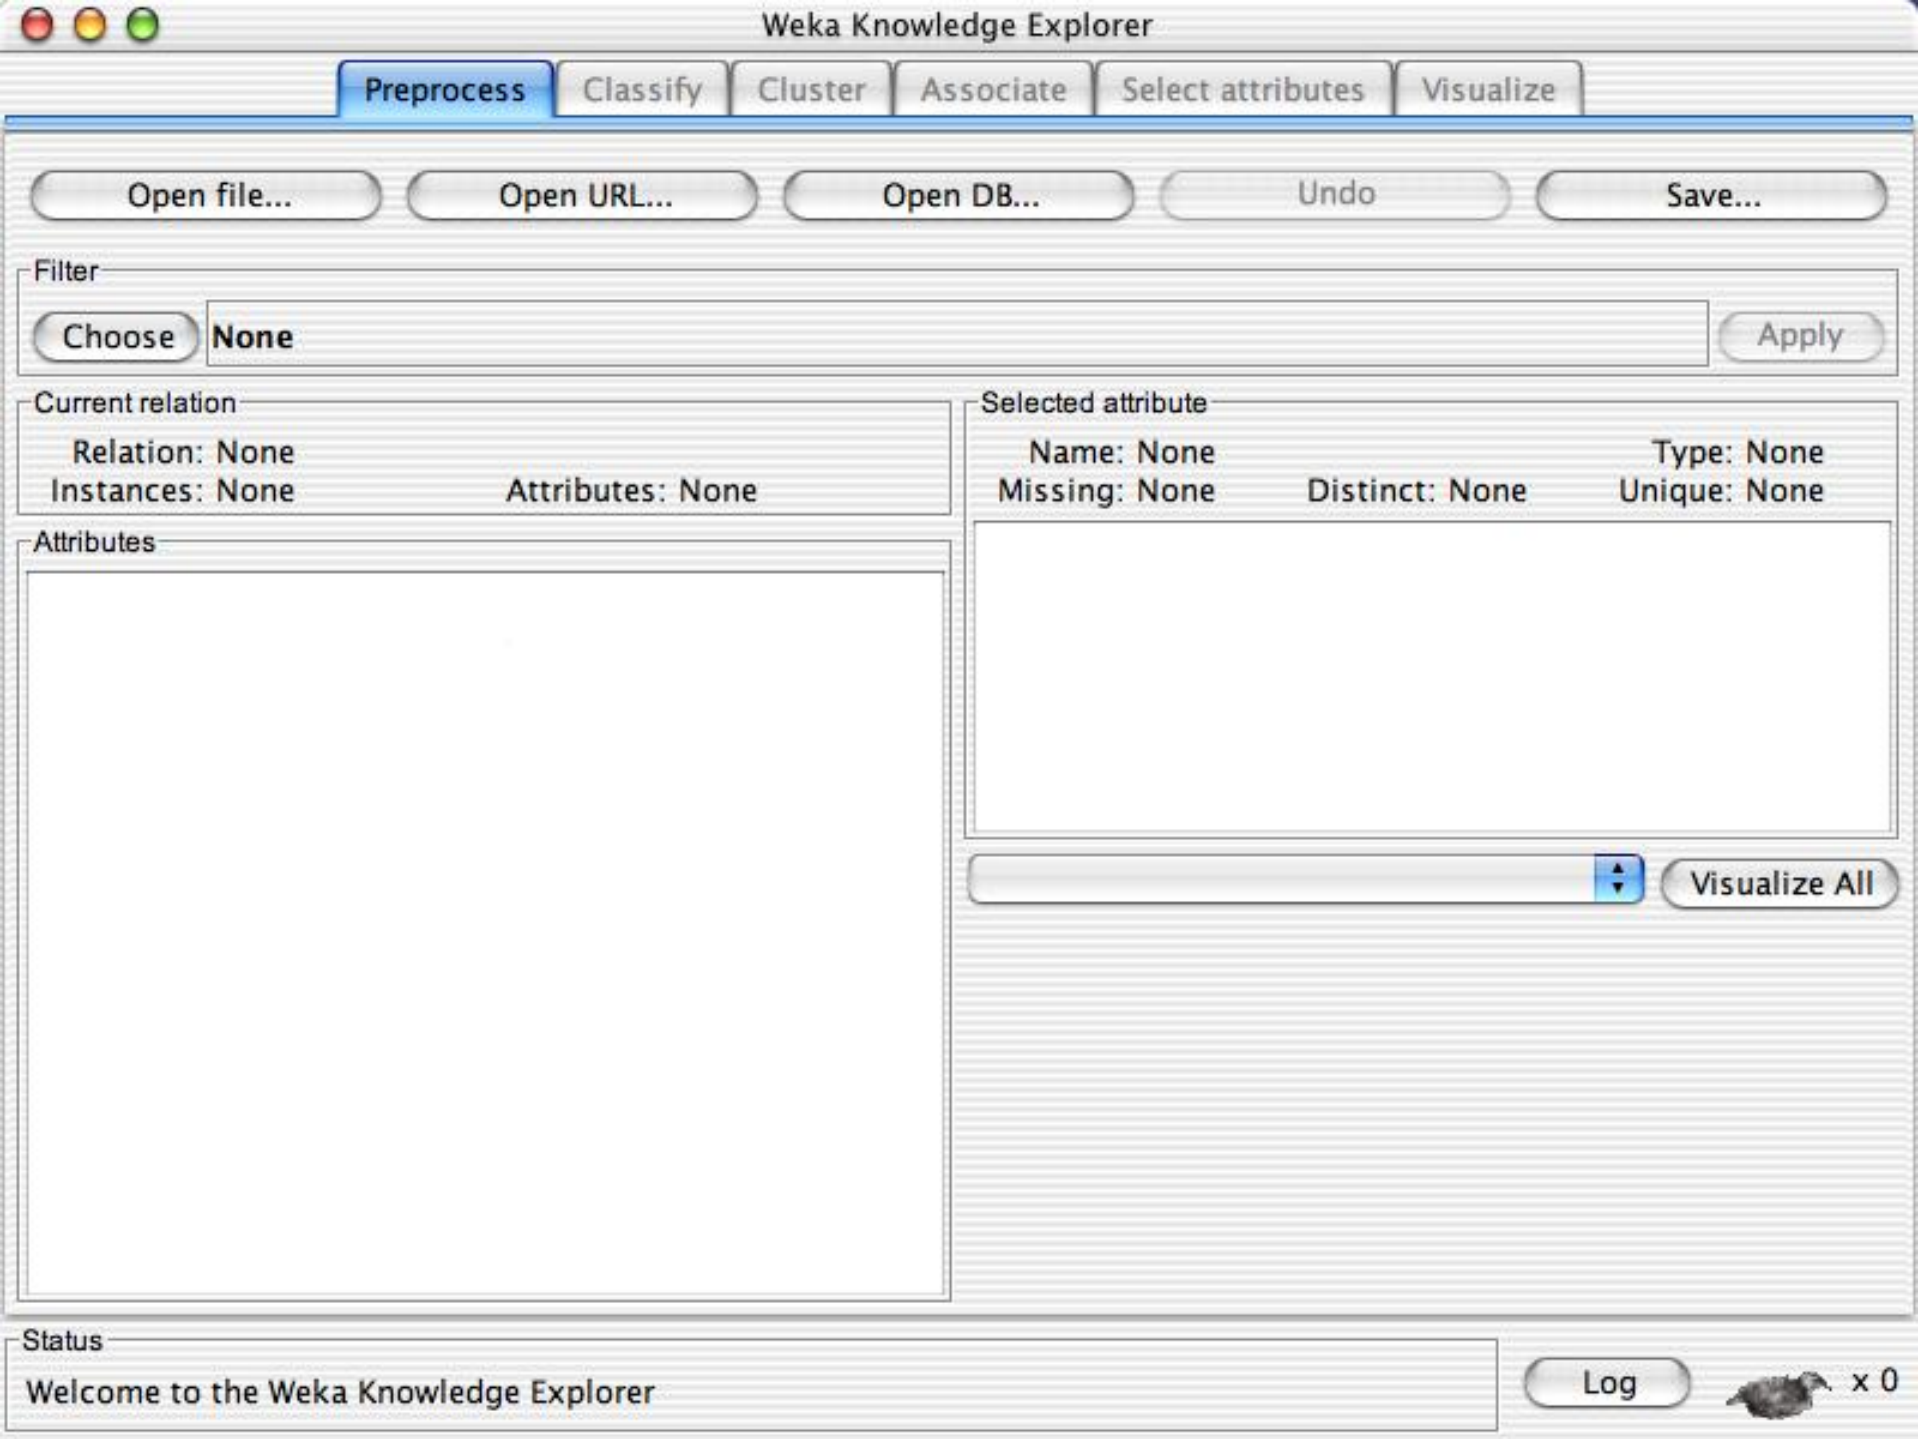 Weka Knowledge Explorer
Preprocess Classify Cluster Associate Select attributes Visualize
Open file... Open URL... Open DB... Undo Save...
Filter
Choose None Apply
Current relation
Relation: None
Instances: None Attributes: None
Attributes
Selected attribute
Name: None Type: None
Missing: None Distinct: None Unique: None
Visualize All
Status
Welcome to the Weka Knowledge Explorer
Log x 0